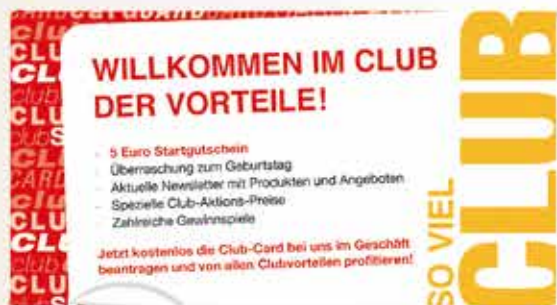 WILLKOMMEN IM CLUB
DER VORTEILE!
- 5 Euro Startgutschein
- Überraschung zum Geburtstag
- Aktuelle Newsletter mit Produkten und Angeboten
- Spezielle Club-Aktions-Preise
- Zahlreiche Gewinnspiele
Jetzt kostenlos die Club-Card bei uns im Geschäft
beantragen und von allen Clubvorteilen profitieren!
SO VIEL
CLUB